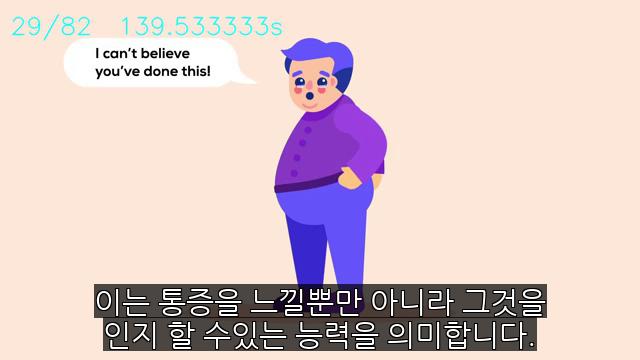 29/82 139.533333s
I can't believe
you've done this!
이는 통증을 느낄뿐만 아니라 그것을
인지 할 수있는 능력을 의미합니다.